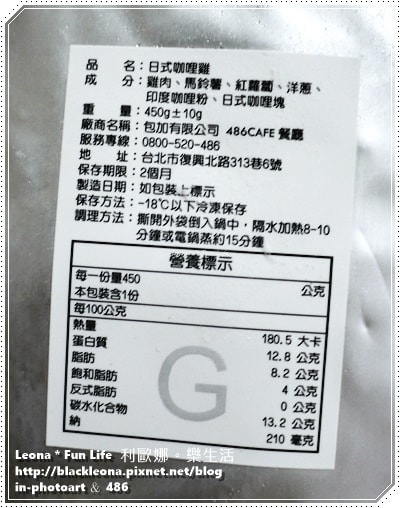 品　　名：日式咖哩雞
成　　分：雞肉、馬鈴薯、紅蘿蔔、洋蔥、
印度咖哩粉、日式咖哩塊
重　　量：450g±10g
廠商名稱：包加有限公司 486CAFE 餐廳
服務專線：0800-520-486
地　　址：台北市復興北路313巷6號
保存期限：2個月
製造日期：如包裝上標示
保存方法：-18℃以下冷凍保存
調理方法：撕開外袋倒入鍋中，隔水加熱8-10
分鐘或電鍋蒸約15分鐘
營養標示
每一份量450 公克
本包裝含1份
每100公克
熱量 180.5 大卡
蛋白質 12.8 公克
脂肪 8.2 公克
飽和脂肪 4 公克
反式脂肪 0 公克
碳水化合物 13.2 公克
納 210 毫克
G
Leona * Fun Life 利歐娜。樂生活
http://blackleona.pixnet.net/blog
in-photoart & 486